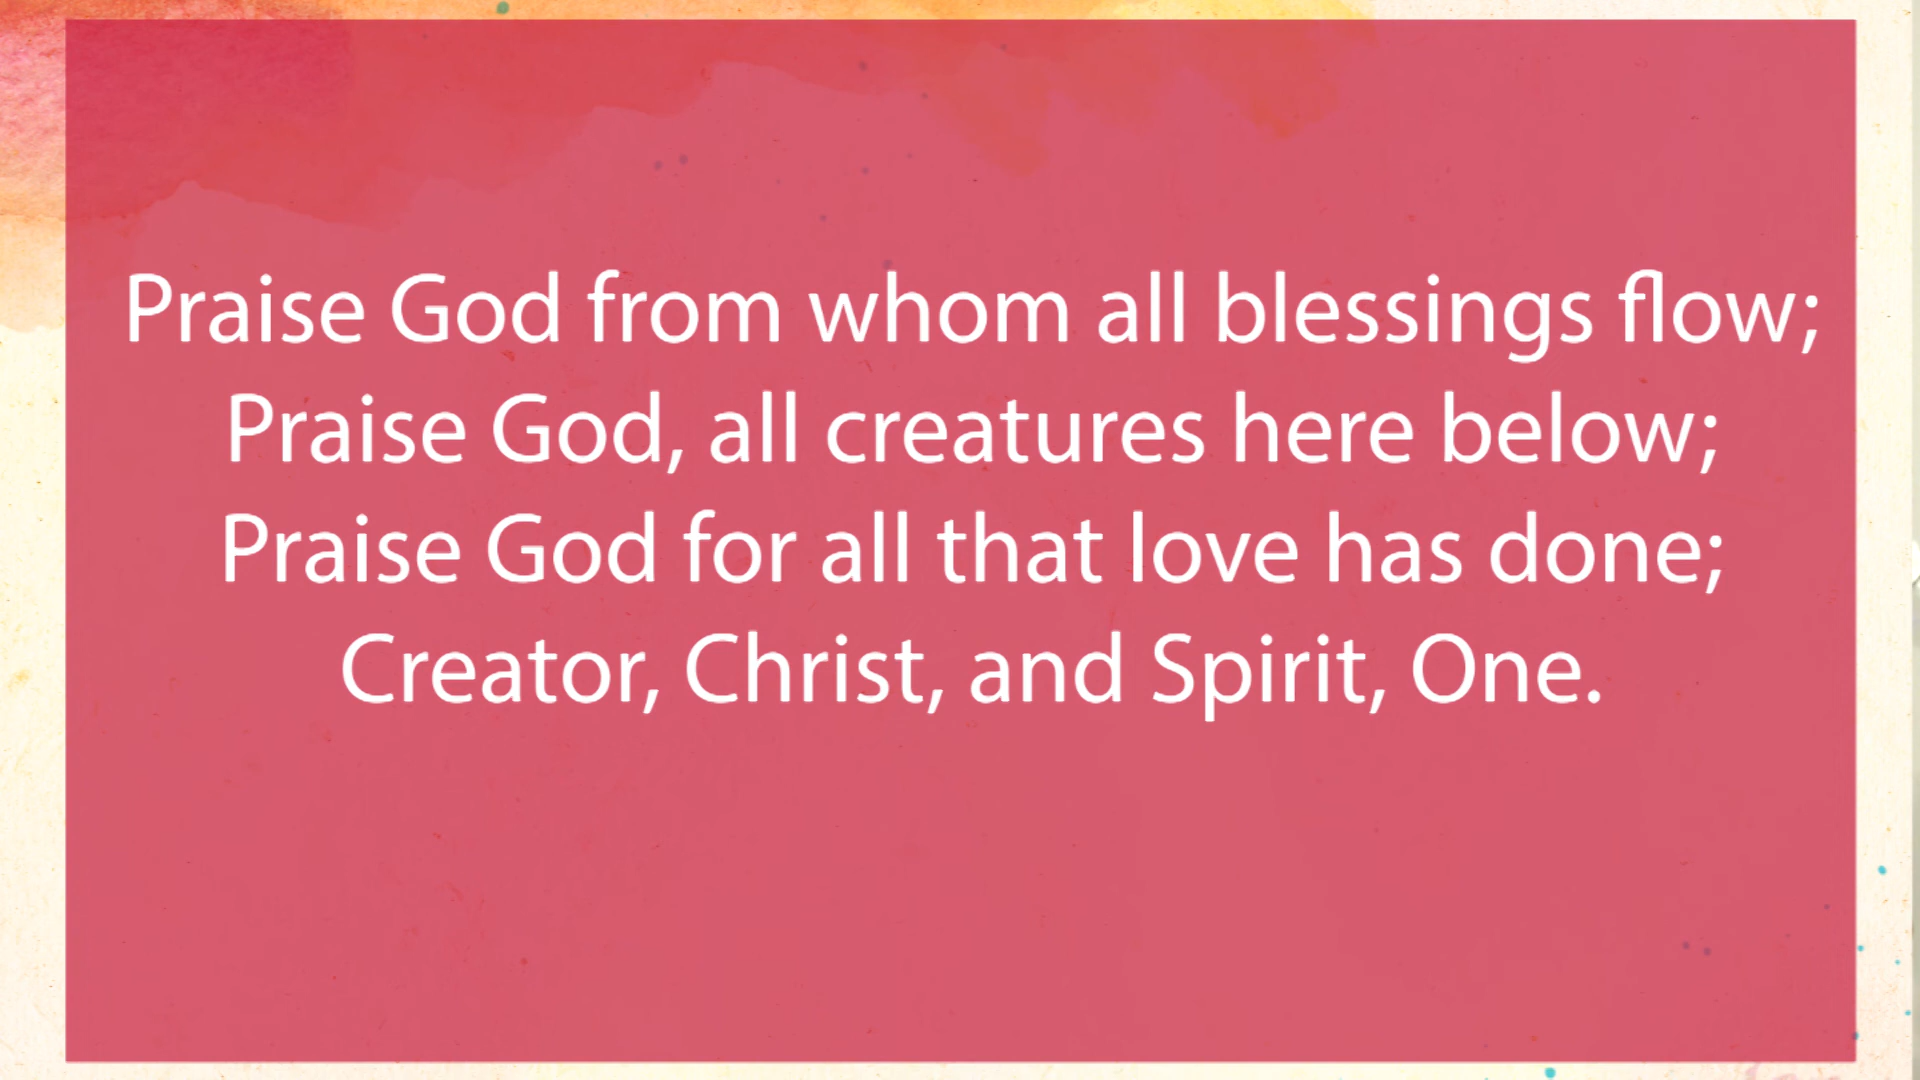 Praise God from whom all blessings flow;
Praise God, all creatures here below;
Praise God for all that love has done;
Creator, Christ, and Spirit, One.